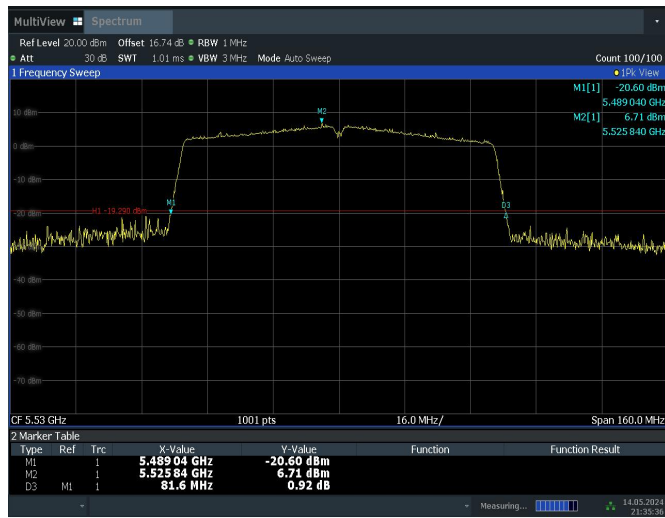 MultiView Spectrum
Ref Level 20.00 dBm Offset 16.74 dB RBW 1 MHz
Att 30 dB SWT 1.01 ms VBW 3 MHz Mode Auto Sweep Count 100/100
1 Frequency Sweep 1Pk View
M1[1] -20.60 dBm
5.489 040 GHz
M2[1] 6.71 dBm
5.525 840 GHz
M2
10 dBm
0 dBm
-10 dBm
M1
D3
H1 -19.290 dBm
-20 dBm
-40 dBm
-50 dBm
-60 dBm
-70 dBm
CF 5.53 GHz 1001 pts 16.0 MHz/ Span 160.0 MHz
2 Marker Table
Type Ref Trc X-Value Y-Value Function Function Result
M1 1 5.489 04 GHz -20.60 dBm
M2 1 5.525 84 GHz 6.71 dBm
D3 M1 1 81.6 MHz 0.92 dB
Measuring... 14.05.2024
21:35:36